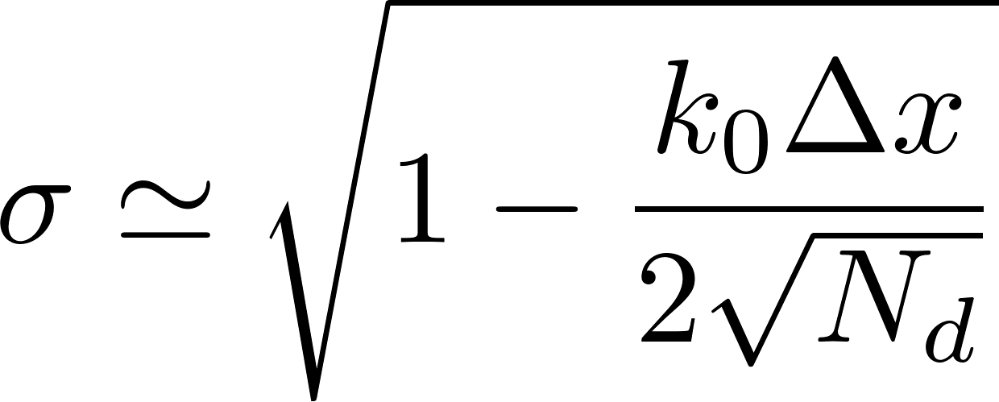 σ ≃ √(1 − k₀Δx / (2√N_d))